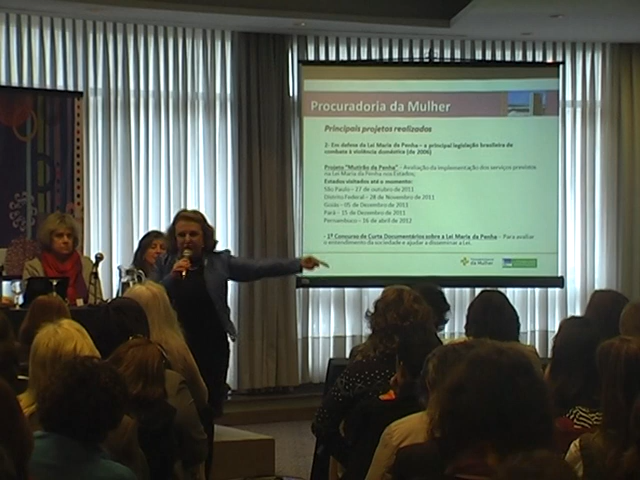 Procuradoria da Mulher
Principais projetos realizados
2- Em defesa da Lei Maria da Penha – a principal legislação brasileira de
combate à violência doméstica (de 2006)
Projeto "Mutirão da Penha" – Avaliação da implementação dos serviços previstos
na Lei Maria da Penha nos Estados;
Estados visitados até o momento:
São Paulo – 27 de outubro de 2011
Distrito Federal – 28 de Novembro de 2011
Goiás – 05 de Dezembro de 2011
Pará – 15 de Dezembro de 2011
Pernambuco – 16 de abril de 2012
- 1º Concurso de Curta Documentários sobre a Lei Maria da Penha – Para avaliar
o entendimento da sociedade e ajudar a disseminar a Lei.
da Mulher